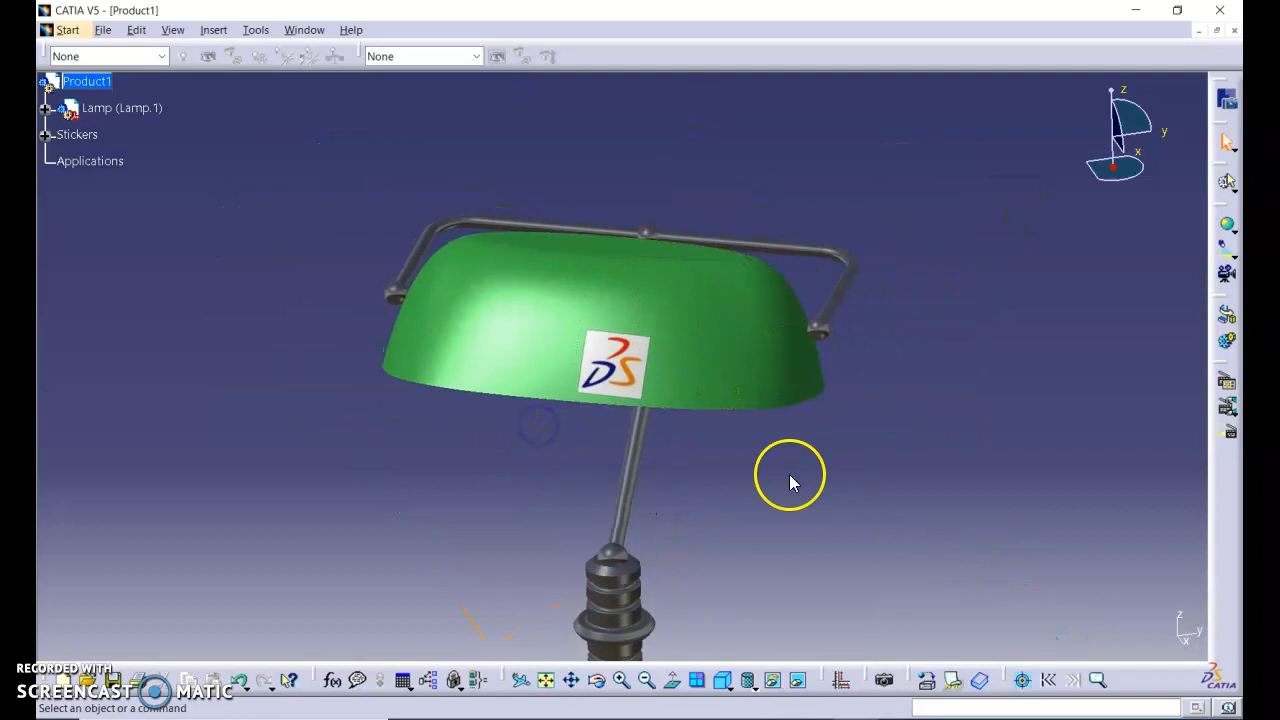 CATIA V5 - [Product1]
Start File Edit View Insert Tools Window Help
None None
Product1
Lamp (Lamp.1)
Stickers
Applications
z
y
x
DS
z
y
x
RECORDED WITH
SCREENCAST MATIC
f(x)
CATIA
Select an object or a command